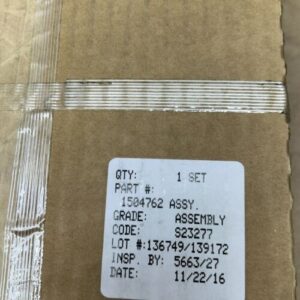 QTY: 1 SET
PART #:
1504762 ASSY.
GRADE: ASSEMBLY
CODE: S23277
LOT #:136749/139172
INSP. BY: 5663/27
DATE: 11/22/16